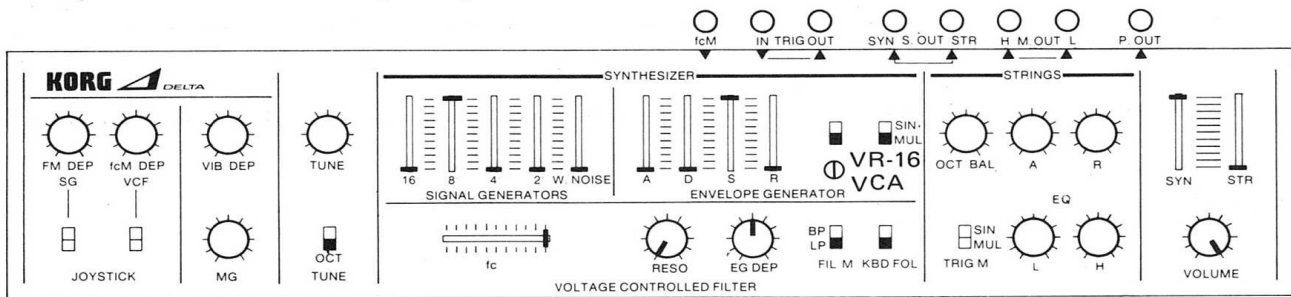 fcM IN TRIG OUT SYN S. OUT STR H M. OUT L P. OUT
KORG DELTA
SYNTHESIZER
STRINGS
FM DEP fcM DEP
SG VCF
JOYSTICK
VIB DEP
MG
TUNE
OCT
TUNE
16 8 4 2 W. NOISE
SIGNAL GENERATORS
A D S R
ENVELOPE GENERATOR
SIN.
MUL
VR-16
VCA
fc
RESO
EG DEP
BP
LP
FIL M
KBD FOL
VOLTAGE CONTROLLED FILTER
OCT BAL A R
EQ
SIN
MUL
TRIG M
L H
SYN STR
VOLUME